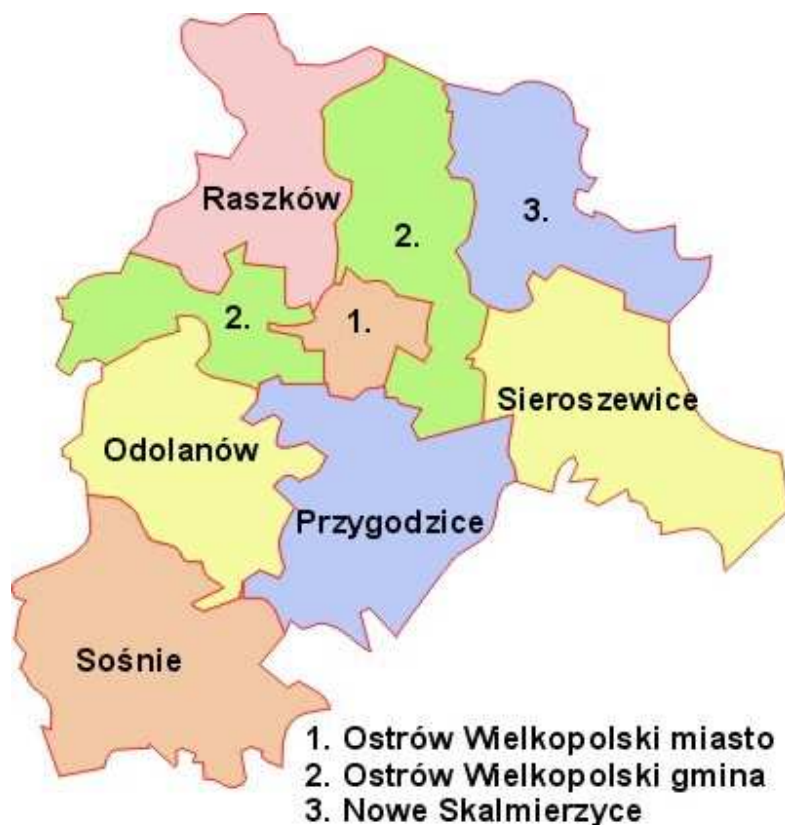 Raszków
3.
2.
2.
1.
Sieroszewice
Odolanów
Przygodzice
Sośnie
1. Ostrów Wielkopolski miasto
2. Ostrów Wielkopolski gmina
3. Nowe Skalmierzyce